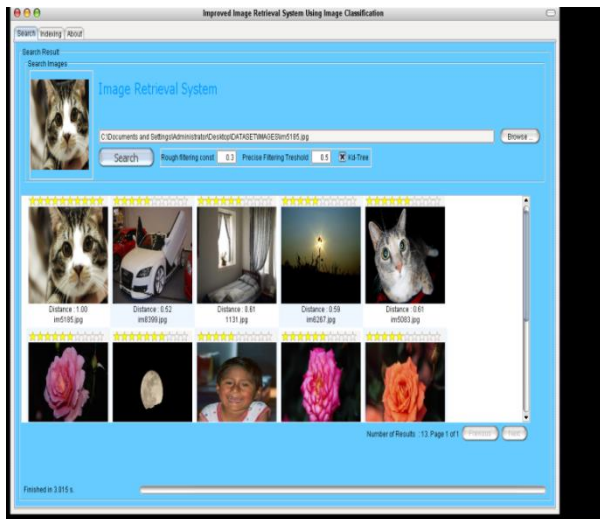 Improved Image Retrieval System Using Image Classification
Search Indexing About
Search Result
Search Images
Image Retrieval System
C:\Documents and Settings\Administrator\Desktop\DATASET\IMAGES\im5185.jpg
Browse ...
Search Rough filtering const 0.3 Precise Filtering Treshold 0.5 Kd-Tree
Distance : 1.00 Distance : 0.52 Distance : 0.61 Distance : 0.59 Distance : 0.61
im5185.jpg im8399.jpg 1131.jpg im6267.jpg im5083.jpg
Number of Results : 13, Page 1 of 1 Previous Next
Finished in 3.015 s.